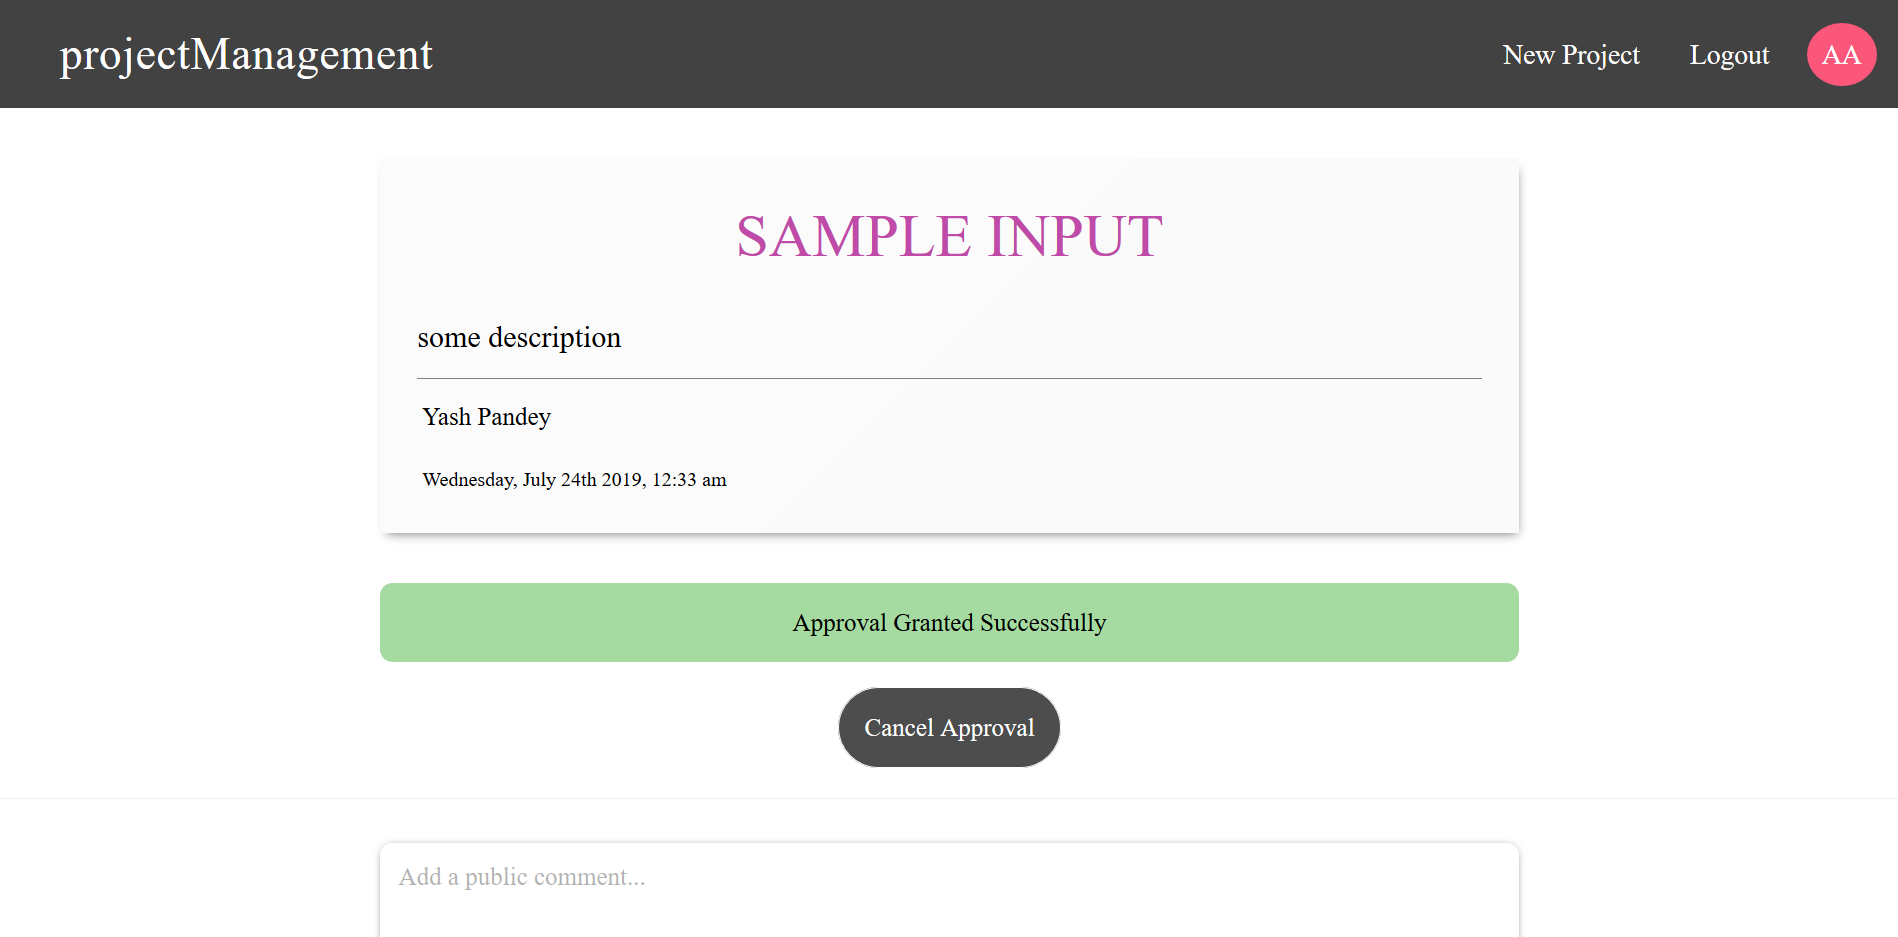 projectManagement
New Project
Logout
AA
SAMPLE INPUT
some description
Yash Pandey
Wednesday, July 24th 2019, 12:33 am
Approval Granted Successfully
Cancel Approval
Add a public comment...